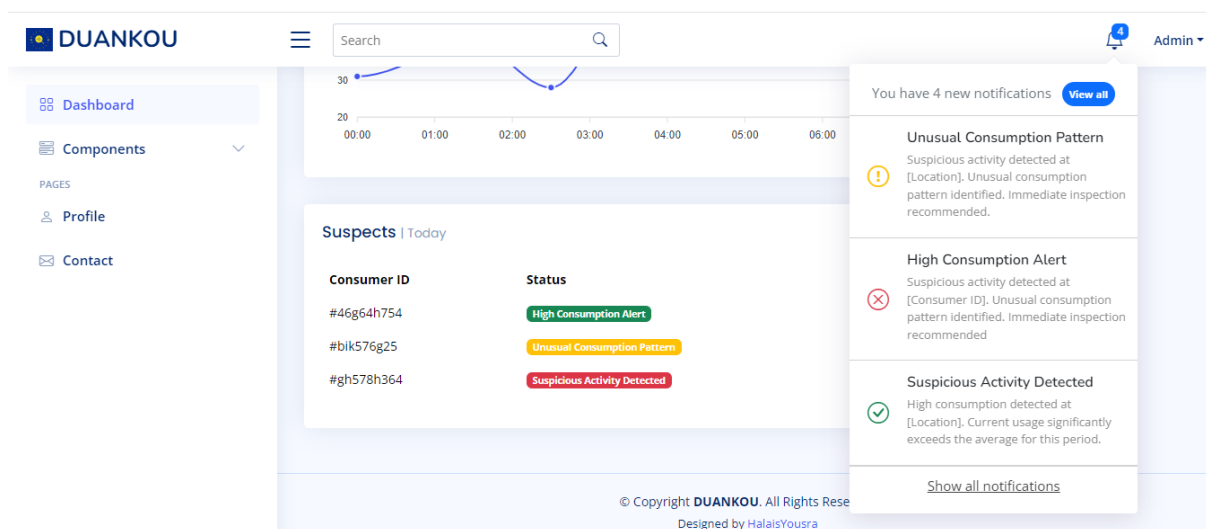 DUANKOU
Search
4
Admin
Dashboard
Components
PAGES
Profile
Contact
30
20
00:00 01:00 02:00 03:00 04:00 05:00 06:00
Suspects | Today
Consumer ID Status
#46g64h754 High Consumption Alert
#bik576g25 Unusual Consumption Pattern
#gh578h364 Suspicious Activity Detected
You have 4 new notifications View all
Unusual Consumption Pattern
Suspicious activity detected at
[Location]. Unusual consumption
pattern identified. Immediate inspection
recommended.
High Consumption Alert
Suspicious activity detected at
[Consumer ID]. Unusual consumption
pattern identified. Immediate inspection
recommended
Suspicious Activity Detected
High consumption detected at
[Location]. Current usage significantly
exceeds the average for this period.
Show all notifications
© Copyright DUANKOU. All Rights Rese
Designed by HalaisYousra